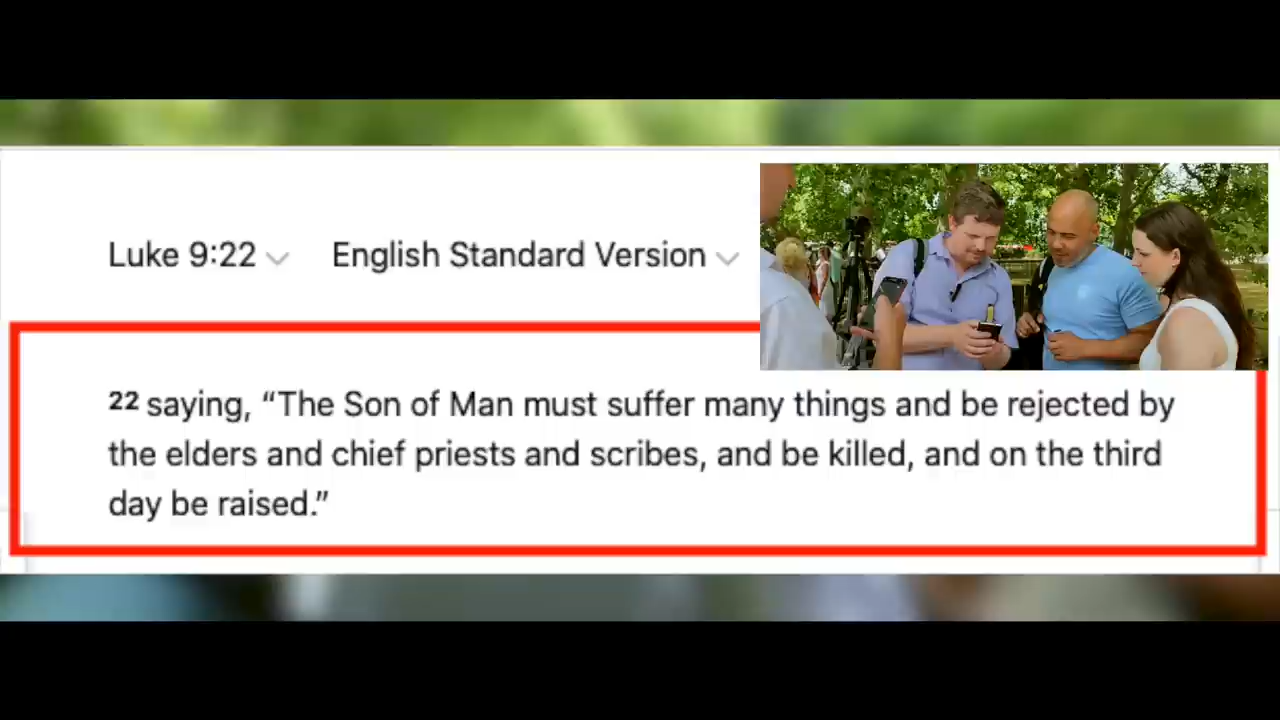 Luke 9:22 English Standard Version
22 saying, “The Son of Man must suffer many things and be rejected by
the elders and chief priests and scribes, and be killed, and on the third
day be raised.”